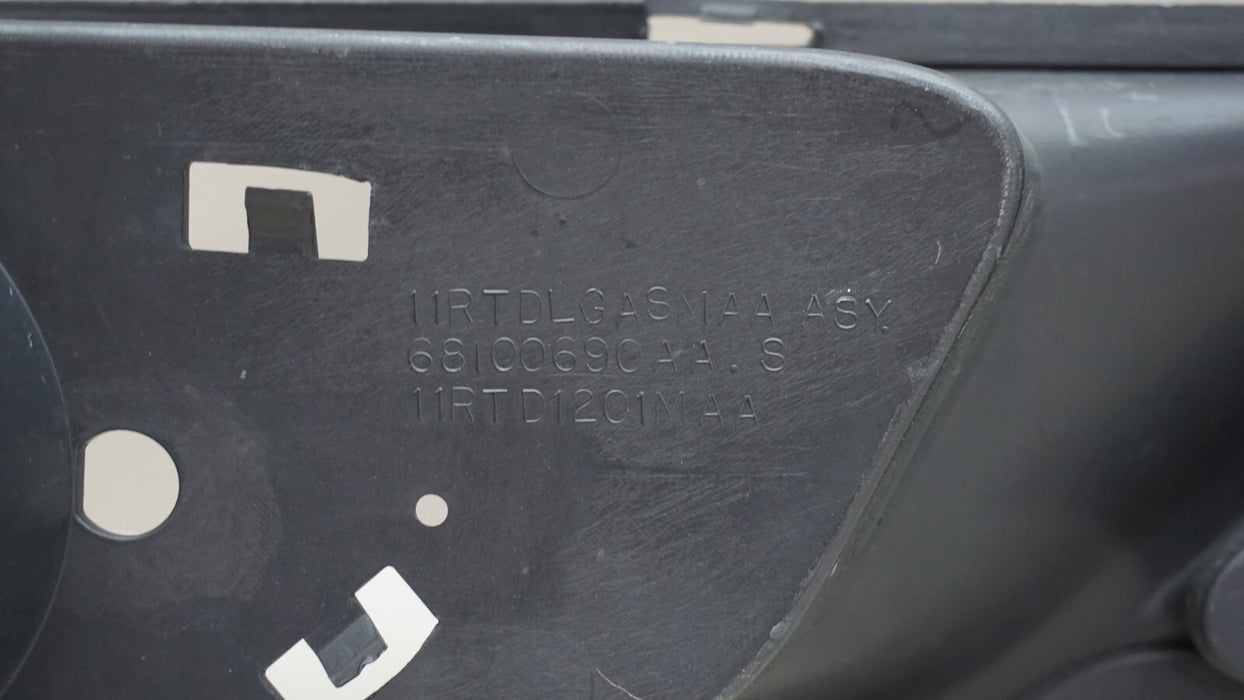 11RTDLGASMAA ASY.
68100690AA.S
11RTD1201MAA